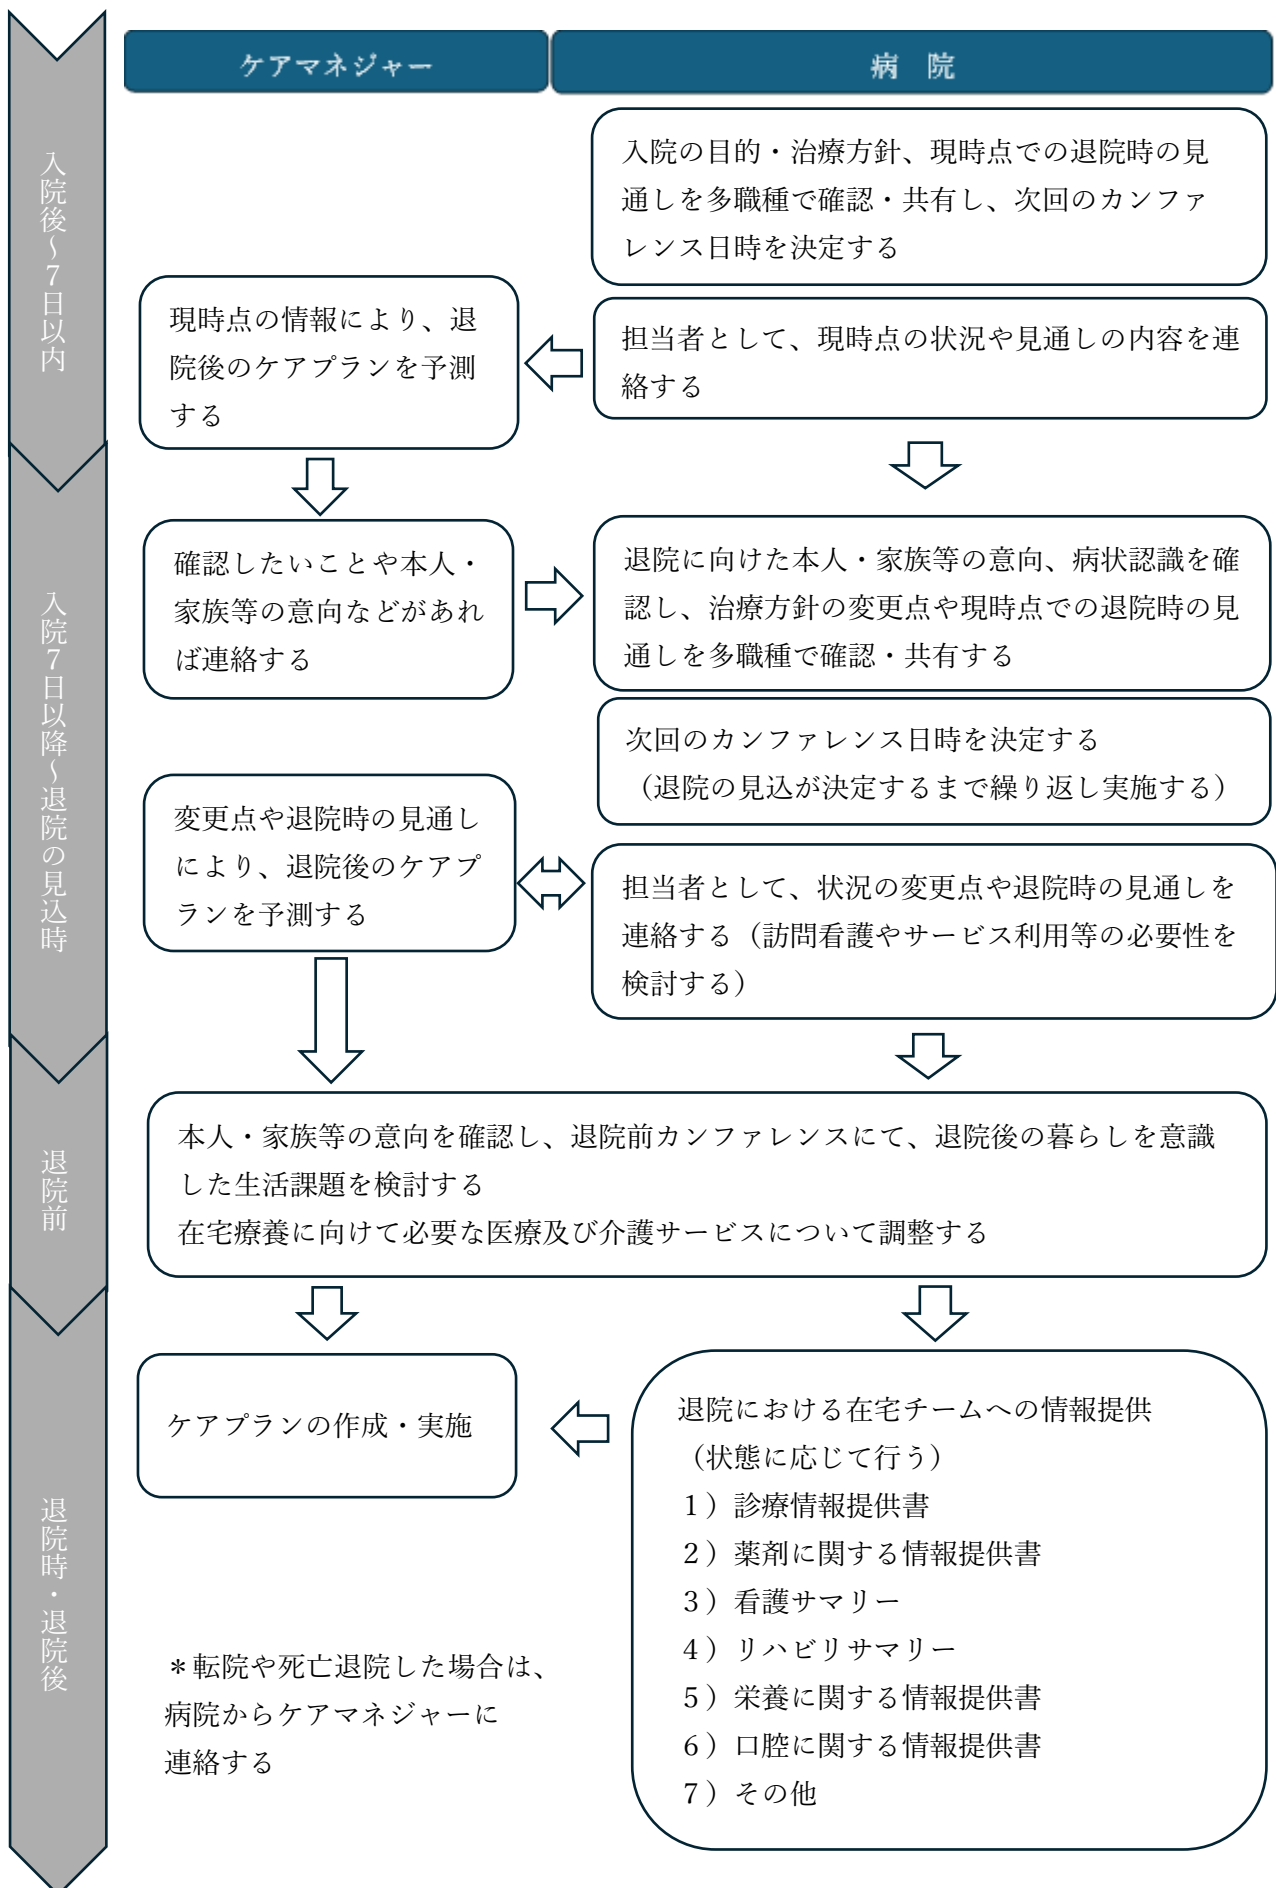 ケアマネジャー
病　院
入院後～7日以内
入院の目的・治療方針、現時点での退院時の見
通しを多職種で確認・共有し、次回のカンファ
レンス日時を決定する
現時点の情報により、退
院後のケアプランを予測
する
担当者として、現時点の状況や見通しの内容を連
絡する
入院7日以降～退院の見込時
確認したいことや本人・
家族等の意向などがあれ
ば連絡する
退院に向けた本人・家族等の意向、病状認識を確
認し、治療方針の変更点や現時点での退院時の見
通しを多職種で確認・共有する
次回のカンファレンス日時を決定する
（退院の見込が決定するまで繰り返し実施する）
変更点や退院時の見通し
により、退院後のケアプ
ランを予測する
担当者として、状況の変更点や退院時の見通しを
連絡する（訪問看護やサービス利用等の必要性を
検討する）
退院前
本人・家族等の意向を確認し、退院前カンファレンスにて、退院後の暮らしを意識
した生活課題を検討する
在宅療養に向けて必要な医療及び介護サービスについて調整する
退院時・退院後
ケアプランの作成・実施
退院における在宅チームへの情報提供
（状態に応じて行う）
１）診療情報提供書
２）薬剤に関する情報提供書
３）看護サマリー
４）リハビリサマリー
５）栄養に関する情報提供書
６）口腔に関する情報提供書
７）その他
＊転院や死亡退院した場合は、
病院からケアマネジャーに
連絡する